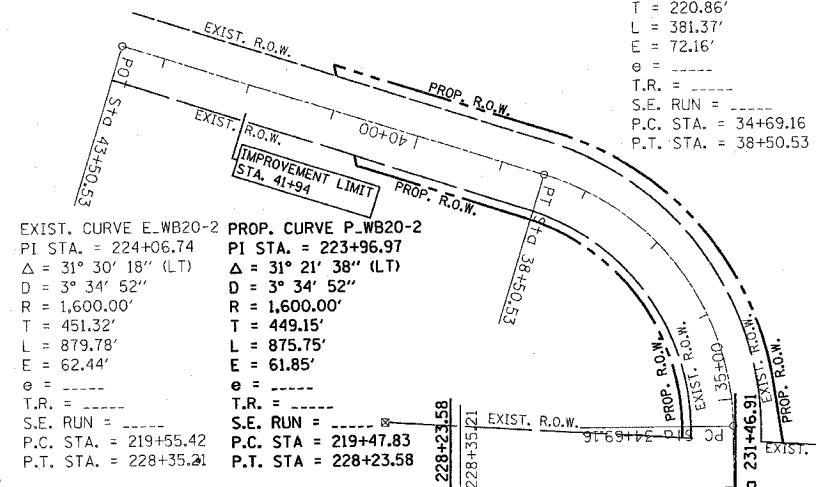 T = 220.86'
L = 381.37'
E = 72.16'
e = _____
T.R. = _____
S.E. RUN = _____
P.C. STA. = 34+69.16
P.T. STA. = 38+50.53
EXIST. R.O.W.
PROP. R.O.W.
POT Sta 43+50.53
EXIST. R.O.W.
40+00
IMPROVEMENT LIMIT
STA. 41+94
PROP. R.O.W.
PT Sta 38+50.53
EXIST. CURVE E_WB20-2
PI STA. = 224+06.74
Δ = 31° 30' 18" (LT)
D = 3° 34' 52"
R = 1,600.00'
T = 451.32'
L = 879.78'
E = 62.44'
e = _____
T.R. = _____
S.E. RUN = _____
P.C. STA. = 219+55.42
P.T. STA. = 228+35.21
PROP. CURVE P_WB20-2
PI STA. = 223+96.97
Δ = 31° 21' 38" (LT)
D = 3° 34' 52"
R = 1,600.00'
T = 449.15'
L = 875.75'
E = 61.85'
e = _____
T.R. = _____
S.E. RUN = _____
P.C. STA. = 219+47.83
P.T. STA = 228+23.58
228+23.58
228+35.21
EXIST. R.O.W.
PC Sta 34+69.16
PROP. R.O.W.
EXIST. R.O.W.
35+00
EXIST. R.O.W.
PROP. R.O.W.
231+46.91
EXIST.